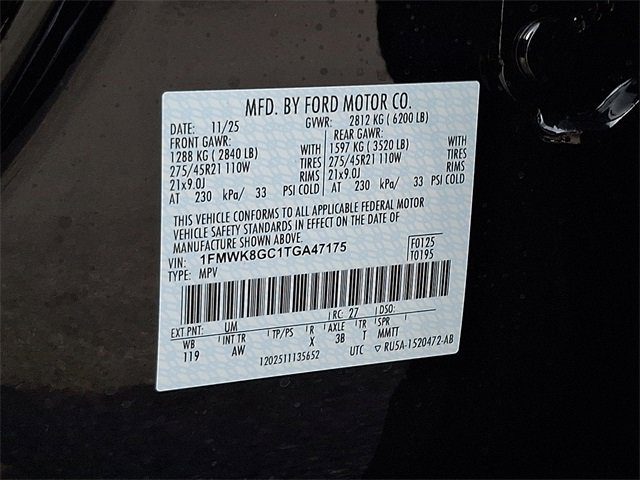 MFD. BY FORD MOTOR CO.
DATE: 11/25 GVWR: 2812 KG ( 6200 LB)
FRONT GAWR: REAR GAWR:
1288 KG ( 2840 LB) WITH 1597 KG ( 3520 LB) WITH
275/45R21 110W TIRES 275/45R21 110W TIRES
21x9.0J RIMS 21x9.0J RIMS
AT 230 kPa/ 33 PSI COLD AT 230 kPa/ 33 PSI COLD
THIS VEHICLE CONFORMS TO ALL APPLICABLE FEDERAL MOTOR
VEHICLE SAFETY STANDARDS IN EFFECT ON THE DATE OF
MANUFACTURE SHOWN ABOVE.
VIN: 1FMWK8GC1TGA47175 F0125
TYPE: MPV T0195
EXT PNT: UM RC: 27 DSO:
WB INT TR TP/PS R AXLE TR SPR
119 AW X 3B T MMTT
1202511135652 UTC ▽ RU5A-1520472-AB